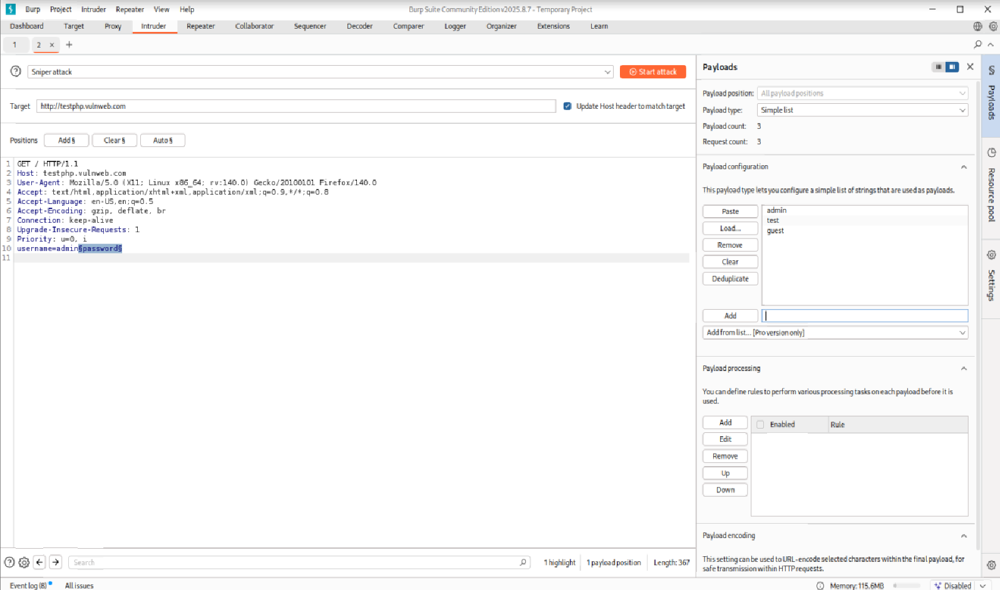 Burp Project Intruder Repeater View Help
Burp Suite Community Edition v2025.8.7 - Temporary Project
Dashboard Target Proxy Intruder Repeater Collaborator Sequencer Decoder Comparer Logger Organizer Extensions Learn
1 2 × +
Sniper attack
Start attack
Target http://testphp.vulnweb.com
Update Host header to match target
Positions Add § Clear § Auto §
1 GET / HTTP/1.1
2 Host: testphp.vulnweb.com
3 User-Agent: Mozilla/5.0 (X11; Linux x86_64; rv:140.0) Gecko/20100101 Firefox/140.0
4 Accept: text/html,application/xhtml+xml,application/xml;q=0.9,*/*;q=0.8
5 Accept-Language: en-US,en;q=0.5
6 Accept-Encoding: gzip, deflate, br
7 Connection: keep-alive
8 Upgrade-Insecure-Requests: 1
9 Priority: u=0, i
10 username=admin§password§
11
Search
1 highlight
1 payload position
Length: 367
Payloads
Payload position: All payload positions
Payload type: Simple list
Payload count: 3
Request count: 3
Payload configuration
This payload type lets you configure a simple list of strings that are used as payloads.
Paste
Load...
Remove
Clear
Deduplicate
admin
test
guest
Add
Add from list... [Pro version only]
Payload processing
You can define rules to perform various processing tasks on each payload before it is
used.
Add
Edit
Remove
Up
Down
Enabled Rule
Payload encoding
This setting can be used to URL-encode selected characters within the final payload, for
safe transmission within HTTP requests.
Payloads
Resource pool
Settings
Event log (8) All issues
Memory: 115.6MB
Disabled